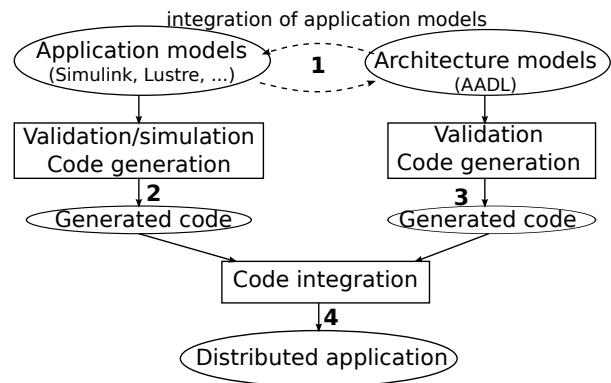 integration of application models
Application models
(Simulink, Lustre, ...)
1
Architecture models
(AADL)
Validation/simulation
Code generation
Validation
Code generation
2
3
Generated code
Generated code
Code integration
4
Distributed application